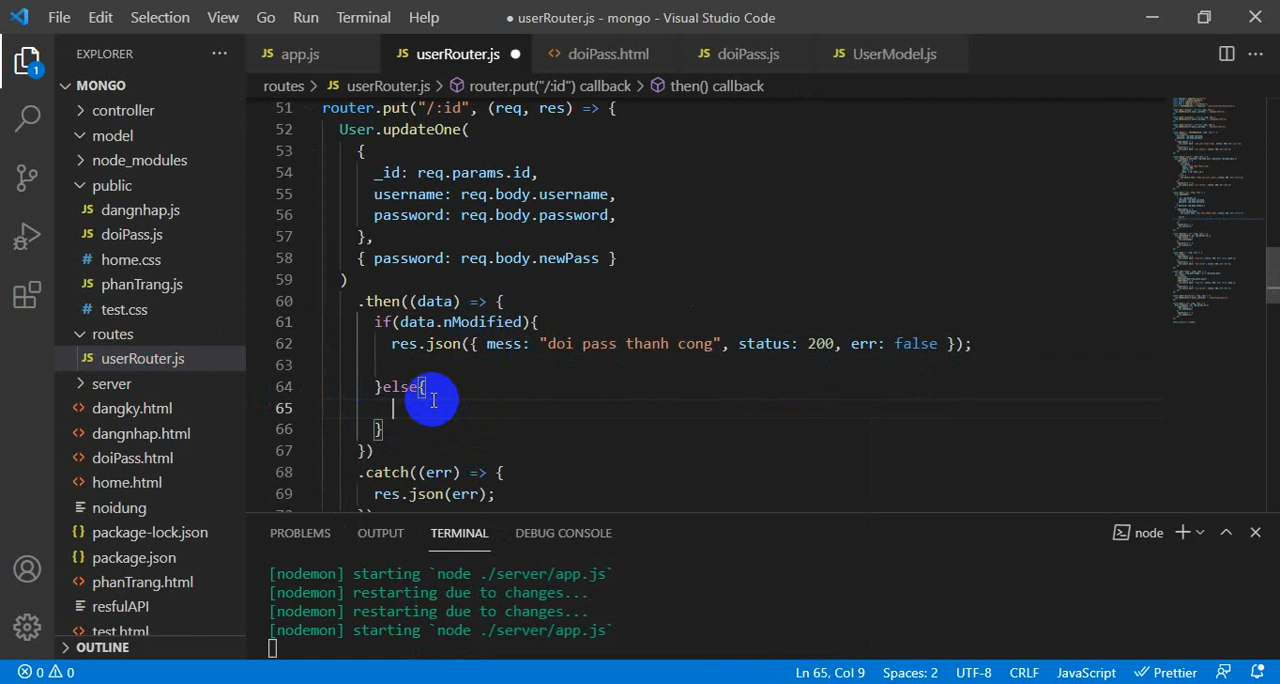 File Edit Selection View Go Run Terminal Help
● userRouter.js - mongo - Visual Studio Code
EXPLORER
JS app.js
JS userRouter.js ●
<> doiPass.html
JS doiPass.js
JS UserModel.js
routes > JS userRouter.js > router.put("/:id") callback > then() callback
1
MONGO
controller
model
node_modules
public
JS dangnhap.js
JS doiPass.js
# home.css
JS phanTrang.js
# test.css
routes
JS userRouter.js
server
<> dangky.html
<> dangnhap.html
<> doiPass.html
<> home.html
noidung
{} package-lock.json
{} package.json
<> phanTrang.html
resfulAPI
<> test.html
OUTLINE
51 router.put("/:id", (req, res) => {
52 User.updateOne(
53 {
54 _id: req.params.id,
55 username: req.body.username,
56 password: req.body.password,
57 },
58 { password: req.body.newPass }
59 )
60 .then((data) => {
61 if(data.nModified){
62 res.json({ mess: "doi pass thanh cong", status: 200, err: false });
63
64 }else{
65
66 }
67 })
68 .catch((err) => {
69 res.json(err);
PROBLEMS OUTPUT TERMINAL DEBUG CONSOLE
node
[nodemon] starting `node ./server/app.js`
[nodemon] restarting due to changes...
[nodemon] restarting due to changes...
[nodemon] starting `node ./server/app.js`
0 0
Ln 65, Col 9 Spaces: 2 UTF-8 CRLF JavaScript Prettier